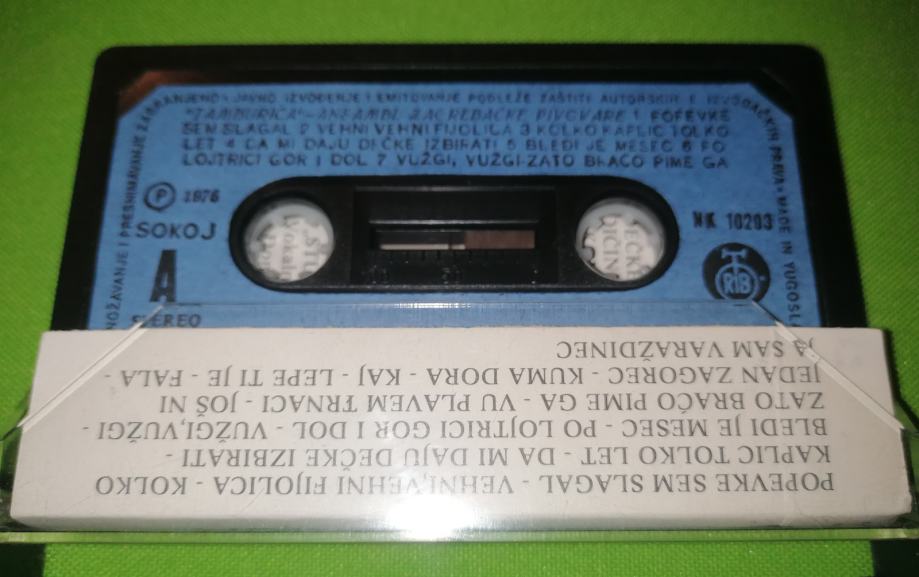 UMNOŽAVANJE I PRESNIMAVANJE ZABRANJENO · JAVNO IZVOĐENJE I EMITOVANJE PODLEŽE ZAŠTITI AUTORSKIH I IZVOĐAČKIH PRAVA · MADE IN YUGOSLA
"TAMBURICA" - ANSAMBL ZAGREBAČKE PIVOVARE 1 POPEVKE
SEM SLAGAL 2 VEHNI VEHNI FIJOLICA 3 KOLKO KAPLIC TOLKO
LET 4 DA MI DAJU DEČKE IZBIRATI 5 BLEDI JE MESEC 6 PO
LOJTRICI GOR I DOL 7 VUŽGI, VUŽGI-ZATO BRAĆO PIME GA
P 1976
SOKOJ
NK 10203
A
RTB
STEREO
POPEVKE SEM SLAGAL - VEHNI,VEHNI FIJOLICA - KOLKO
KAPLIC TOLKO LET - DA MI DAJU DEČKE IZBIRATI -
BLEDI JE MESEC - PO LOJTRICI GOR I DOL - VUŽGI,VUŽGI -
ZATO BRAĆO PIME GA - VU PLAVEM TRNACI - JOŠ NI
JEDAN ZAGOREC - KUMA DORA - KAJ - LEPE TI JE - FALA -
JA SAM VARAŽDINEC